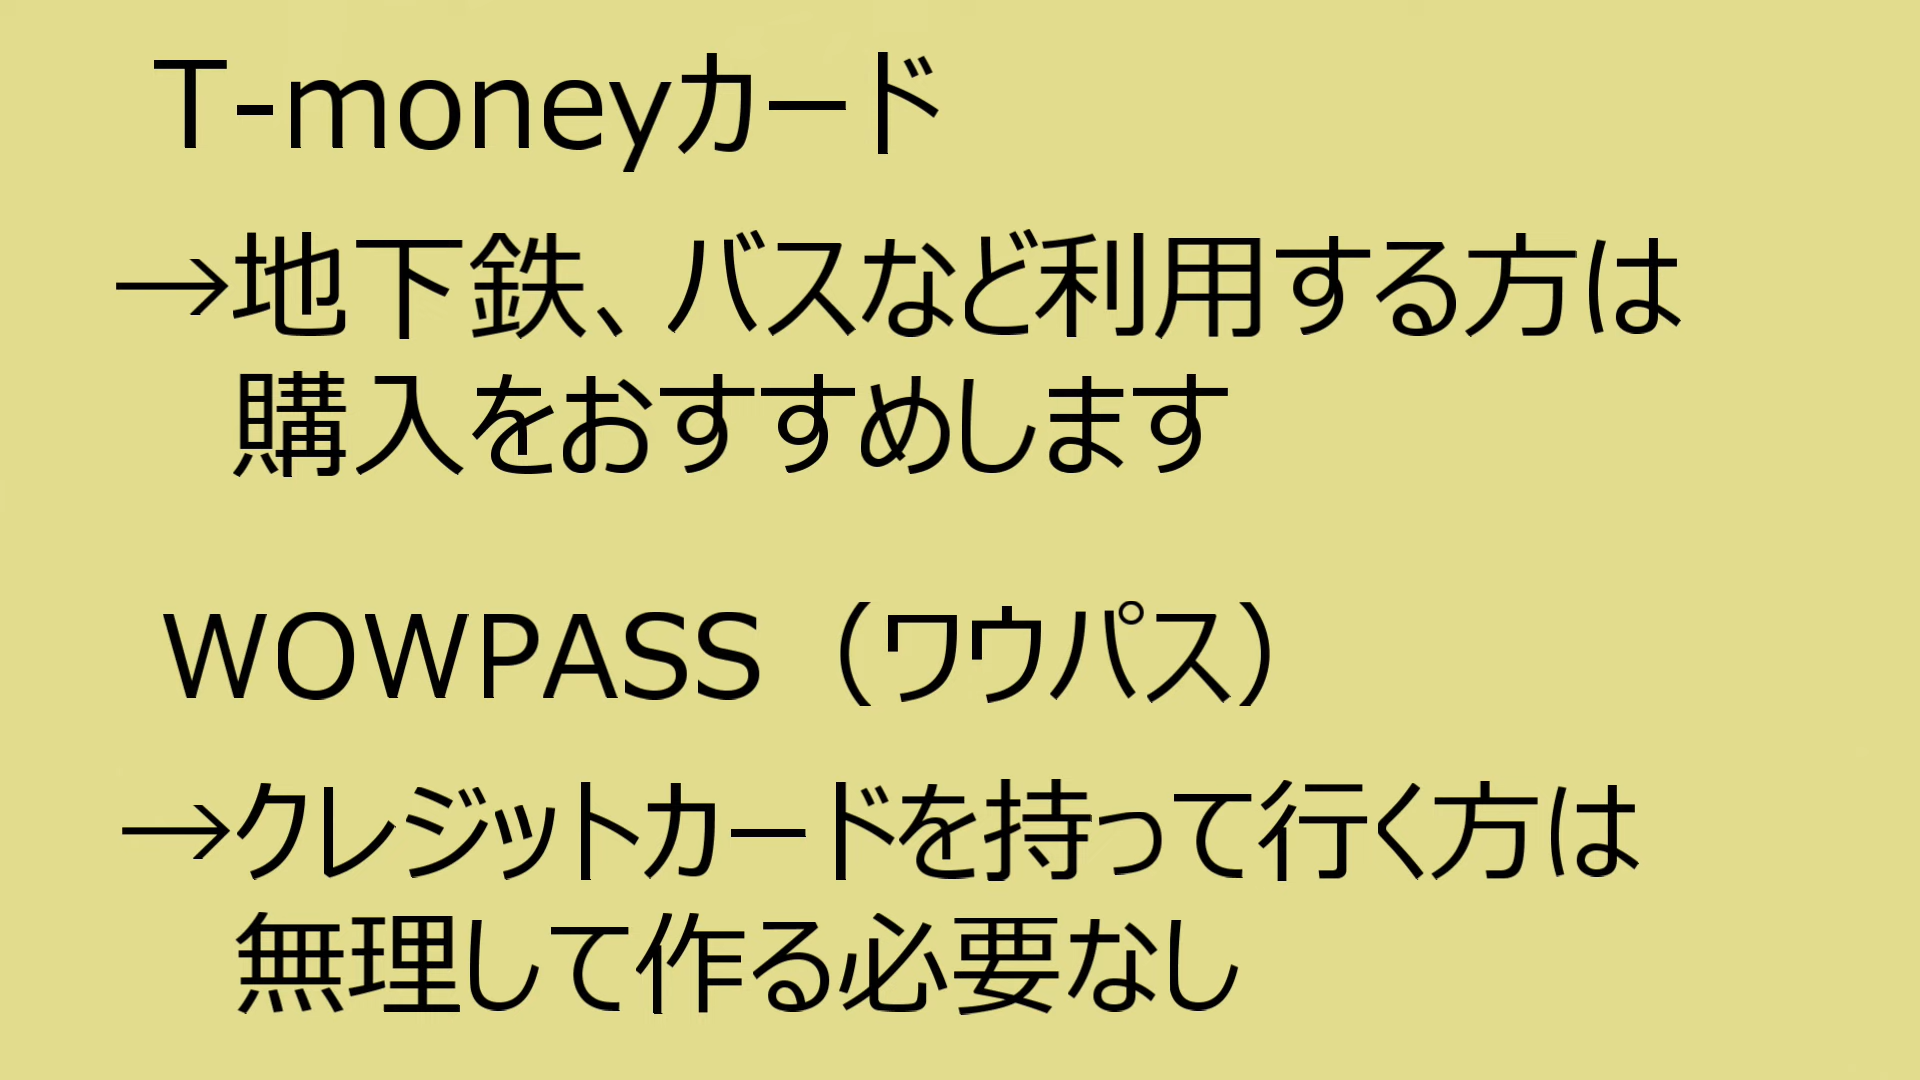 T-moneyカード
→地下鉄、バスなど利用する方は
購入をおすすめします
WOWPASS（ワウパス）
→クレジットカードを持って行く方は
無理して作る必要なし